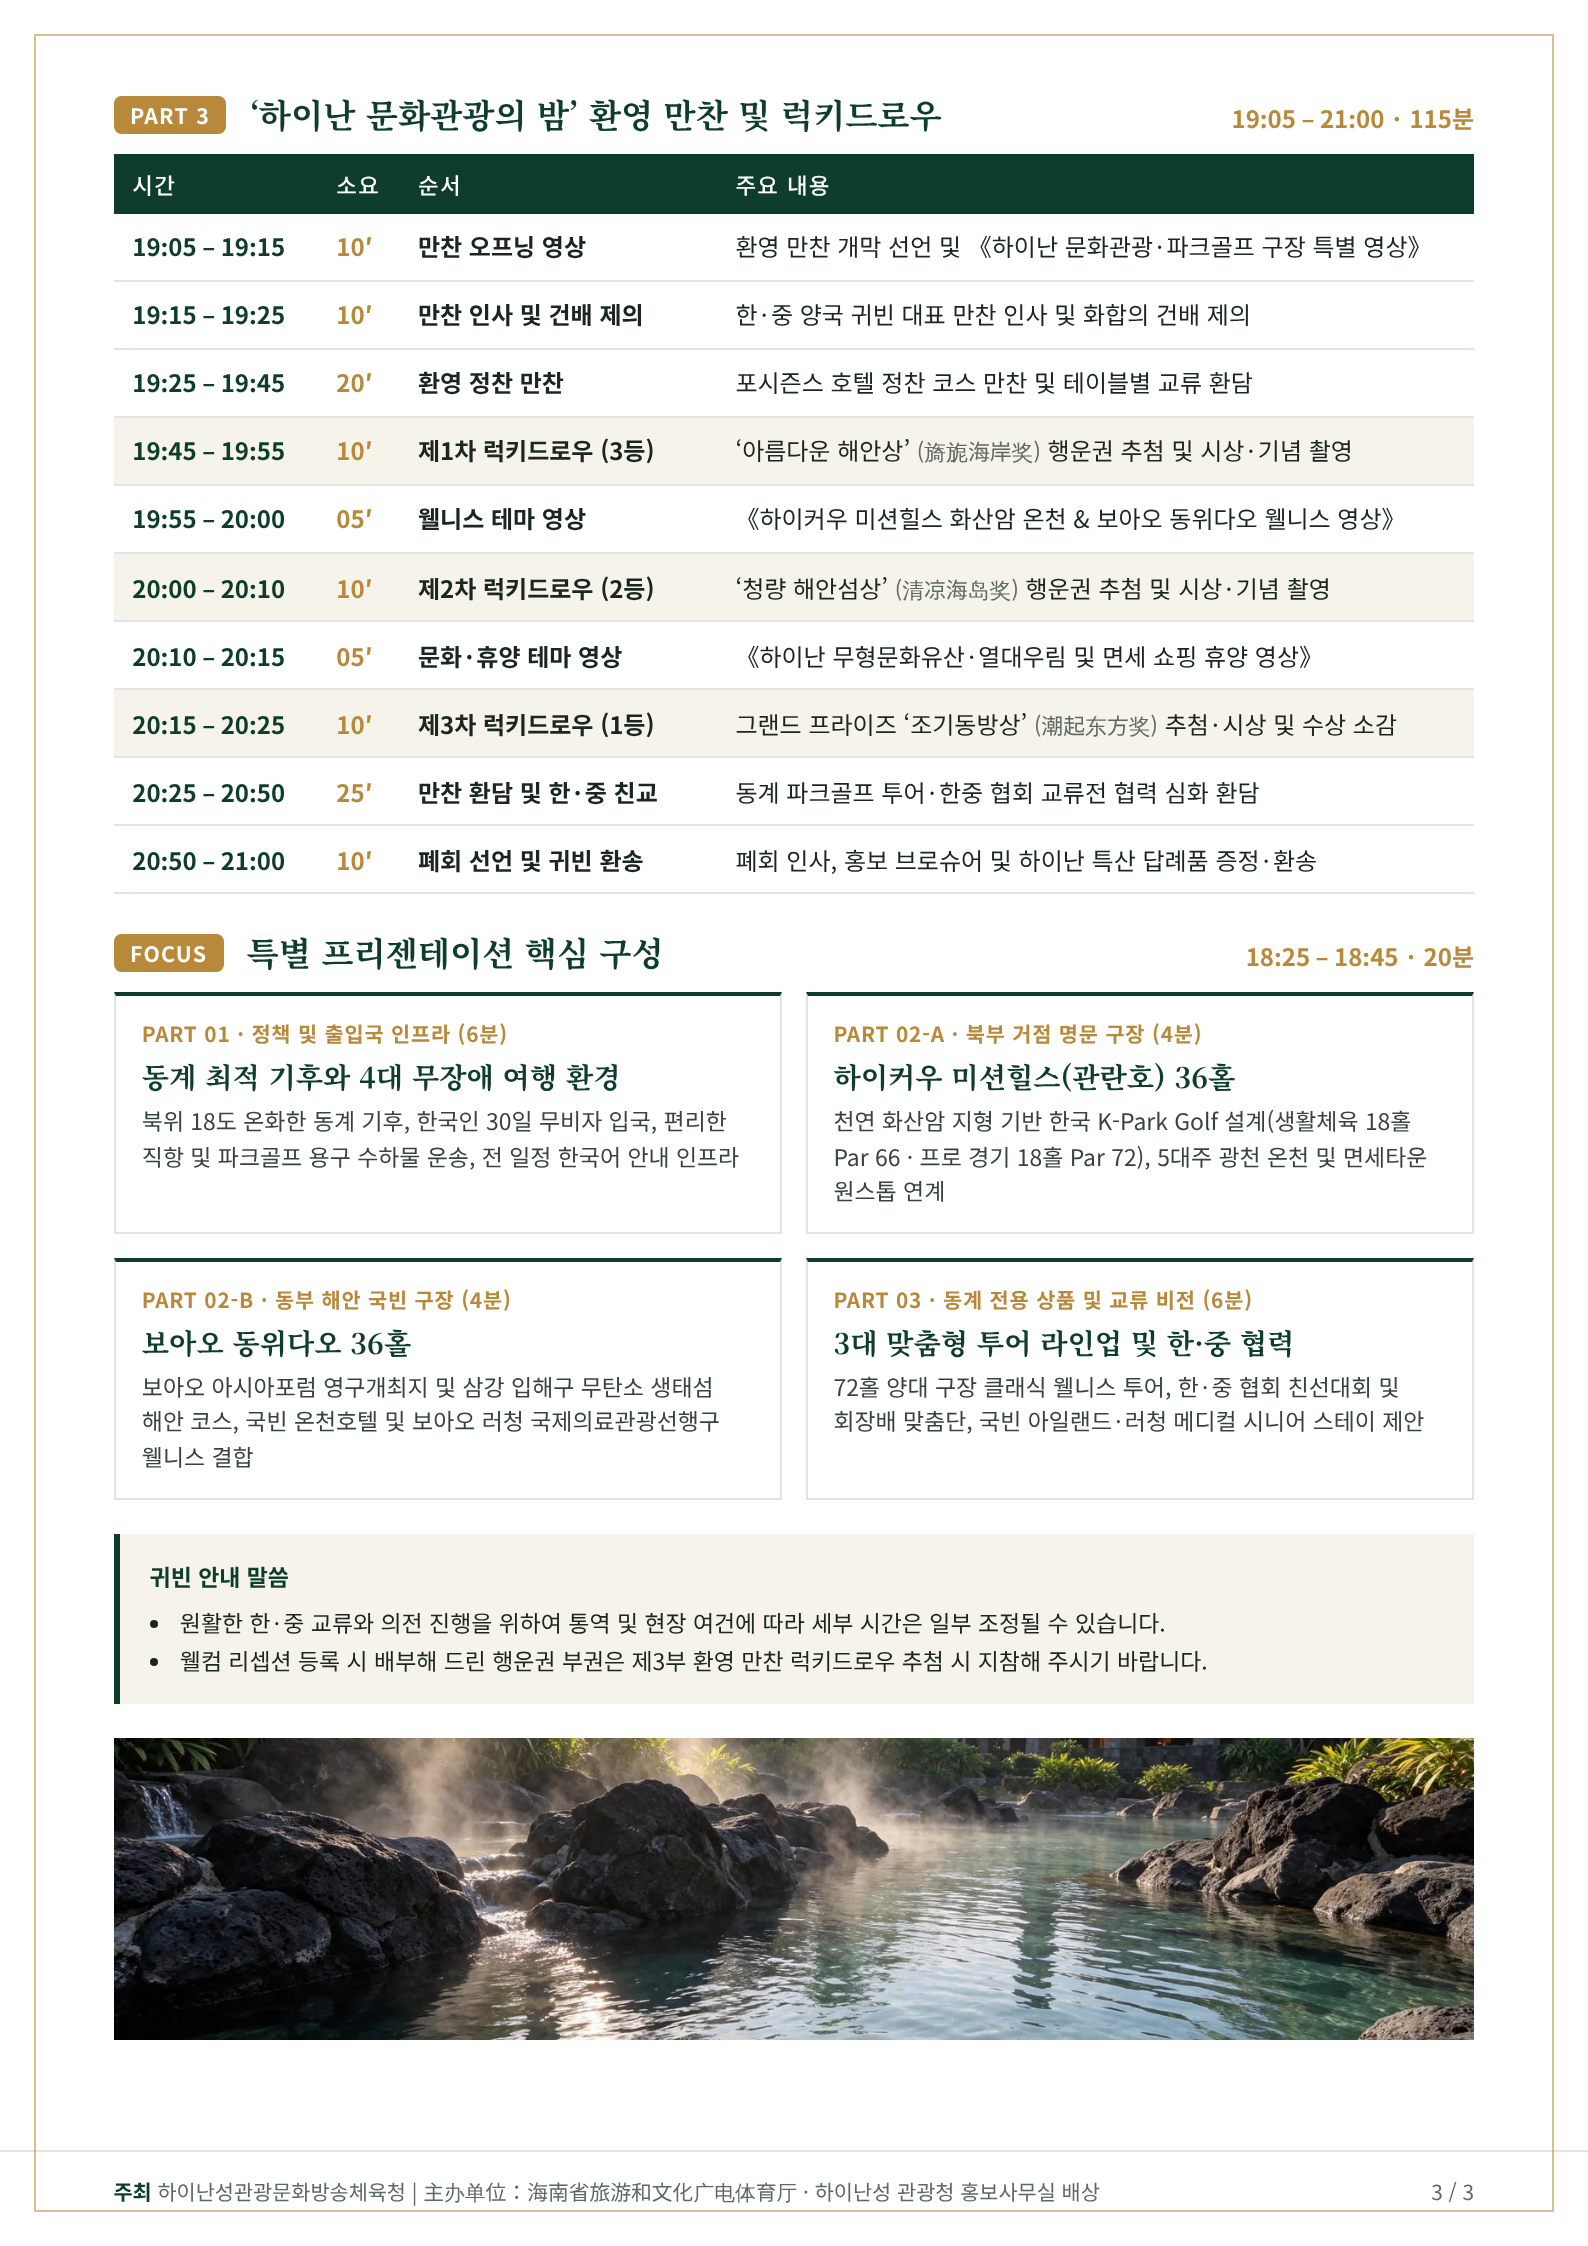 PART 3 ‘하이난 문화관광의 밤’ 환영 만찬 및 럭키드로우 19:05 – 21:00 · 115분
시간 소요 순서 주요 내용
19:05 – 19:15 10′ 만찬 오프닝 영상 환영 만찬 개막 선언 및 《하이난 문화관광·파크골프 구장 특별 영상》
19:15 – 19:25 10′ 만찬 인사 및 건배 제의 한·중 양국 귀빈 대표 만찬 인사 및 화합의 건배 제의
19:25 – 19:45 20′ 환영 정찬 만찬 포시즌스 호텔 정찬 코스 만찬 및 테이블별 교류 환담
19:45 – 19:55 10′ 제1차 럭키드로우 (3등) ‘아름다운 해안상’ (旖旎海岸奖) 행운권 추첨 및 시상·기념 촬영
19:55 – 20:00 05′ 웰니스 테마 영상 《하이커우 미션힐스 화산암 온천 & 보아오 동위다오 웰니스 영상》
20:00 – 20:10 10′ 제2차 럭키드로우 (2등) ‘청량 해안섬상’ (清凉海岛奖) 행운권 추첨 및 시상·기념 촬영
20:10 – 20:15 05′ 문화·휴양 테마 영상 《하이난 무형문화유산·열대우림 및 면세 쇼핑 휴양 영상》
20:15 – 20:25 10′ 제3차 럭키드로우 (1등) 그랜드 프라이즈 ‘조기동방상’ (潮起东方奖) 추첨·시상 및 수상 소감
20:25 – 20:50 25′ 만찬 환담 및 한·중 친교 동계 파크골프 투어·한중 협회 교류전 협력 심화 환담
20:50 – 21:00 10′ 폐회 선언 및 귀빈 환송 폐회 인사, 홍보 브로슈어 및 하이난 특산 답례품 증정·환송
FOCUS 특별 프리젠테이션 핵심 구성 18:25 – 18:45 · 20분
PART 01 · 정책 및 출입국 인프라 (6분)
동계 최적 기후와 4대 무장애 여행 환경
북위 18도 온화한 동계 기후, 한국인 30일 무비자 입국, 편리한
직항 및 파크골프 용구 수하물 운송, 전 일정 한국어 안내 인프라
PART 02-A · 북부 거점 명문 구장 (4분)
하이커우 미션힐스(관란호) 36홀
천연 화산암 지형 기반 한국 K-Park Golf 설계(생활체육 18홀
Par 66 · 프로 경기 18홀 Par 72), 5대주 광천 온천 및 면세타운
원스톱 연계
PART 02-B · 동부 해안 국빈 구장 (4분)
보아오 동위다오 36홀
보아오 아시아포럼 영구개최지 및 삼강 입해구 무탄소 생태섬
해안 코스, 국빈 온천호텔 및 보아오 러청 국제의료관광선행구
웰니스 결합
PART 03 · 동계 전용 상품 및 교류 비전 (6분)
3대 맞춤형 투어 라인업 및 한·중 협력
72홀 양대 구장 클래식 웰니스 투어, 한·중 협회 친선대회 및
회장배 맞춤단, 국빈 아일랜드·러청 메디컬 시니어 스테이 제안
귀빈 안내 말씀
• 원활한 한·중 교류와 의전 진행을 위하여 통역 및 현장 여건에 따라 세부 시간은 일부 조정될 수 있습니다.
• 웰컴 리셉션 등록 시 배부해 드린 행운권 부권은 제3부 환영 만찬 럭키드로우 추첨 시 지참해 주시기 바랍니다.
주최 하이난성관광문화방송체육청 | 主办单位：海南省旅游和文化广电体育厅 · 하이난성 관광청 홍보사무실 배상 3 / 3